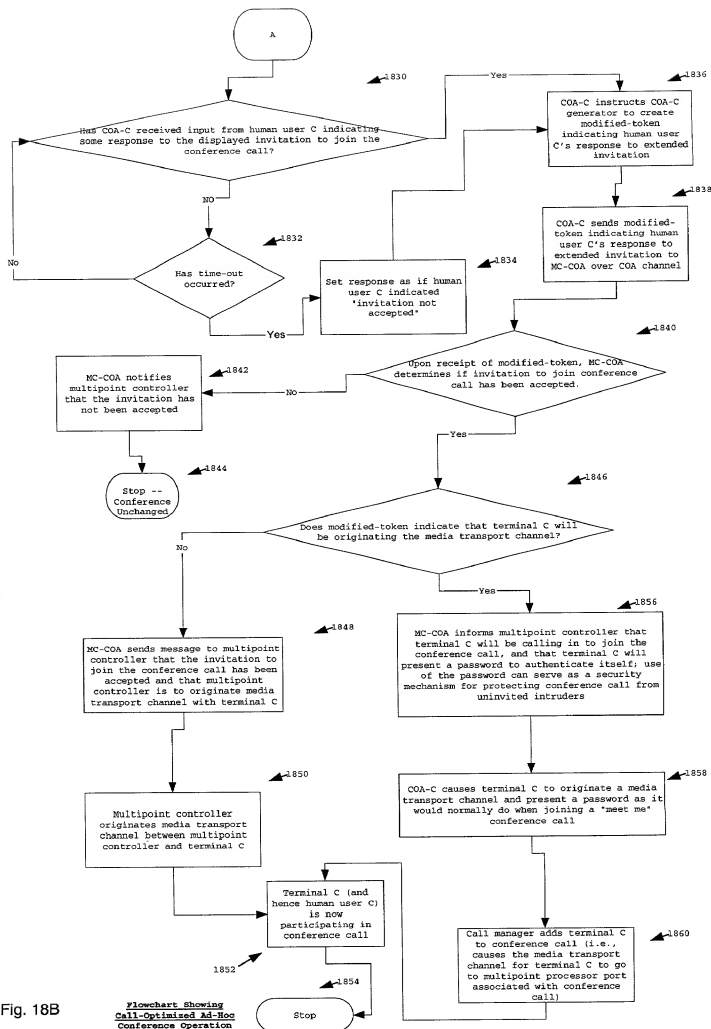 A
1830
Has COA-C received input from human user C indicating
some response to the displayed invitation to join the
conference call?
Yes
1836
COA-C instructs COA-C
generator to create
modified-token
indicating human user
C's response to extended
invitation
NO
No
1832
Has time-out
occurred?
Yes
1834
Set response as if human
user C indicated
"invitation not
accepted"
1838
COA-C sends modified-
token indicating human
user C's response to
extended invitation to
MC-COA over COA channel
1840
Upon receipt of modified-token, MC-COA
determines if invitation to join conference
call has been accepted.
No
1842
MC-COA notifies
multipoint controller
that the invitation has
not been accepted
1844
Stop --
Conference
Unchanged
Yes
1846
Does modified-token indicate that terminal C will
be originating the media transport channel?
No
Yes
1848
MC-COA sends message to multipoint
controller that the invitation to
join the conference call has been
accepted and that multipoint
controller is to originate media
transport channel with terminal C
1856
MC-COA informs multipoint controller that
terminal C will be calling in to join the
conference call, and that terminal C will
present a password to authenticate itself; use
of the password can serve as a security
mechanism for protecting conference call from
uninvited intruders
1850
Multipoint controller
originates media transport
channel between multipoint
controller and terminal C
1858
COA-C causes terminal C to originate a media
transport channel and present a password as it
would normally do when joining a "meet me"
conference call
Terminal C (and
hence human user C)
is now
participating in
conference call
1852
1860
Call manager adds terminal C
to conference call (i.e.,
causes the media transport
channel for terminal C to go
to multipoint processor port
associated with conference
call)
1854
Stop
Fig. 18B
Flowchart Showing
Call-Optimized Ad-Hoc
Conference Operation